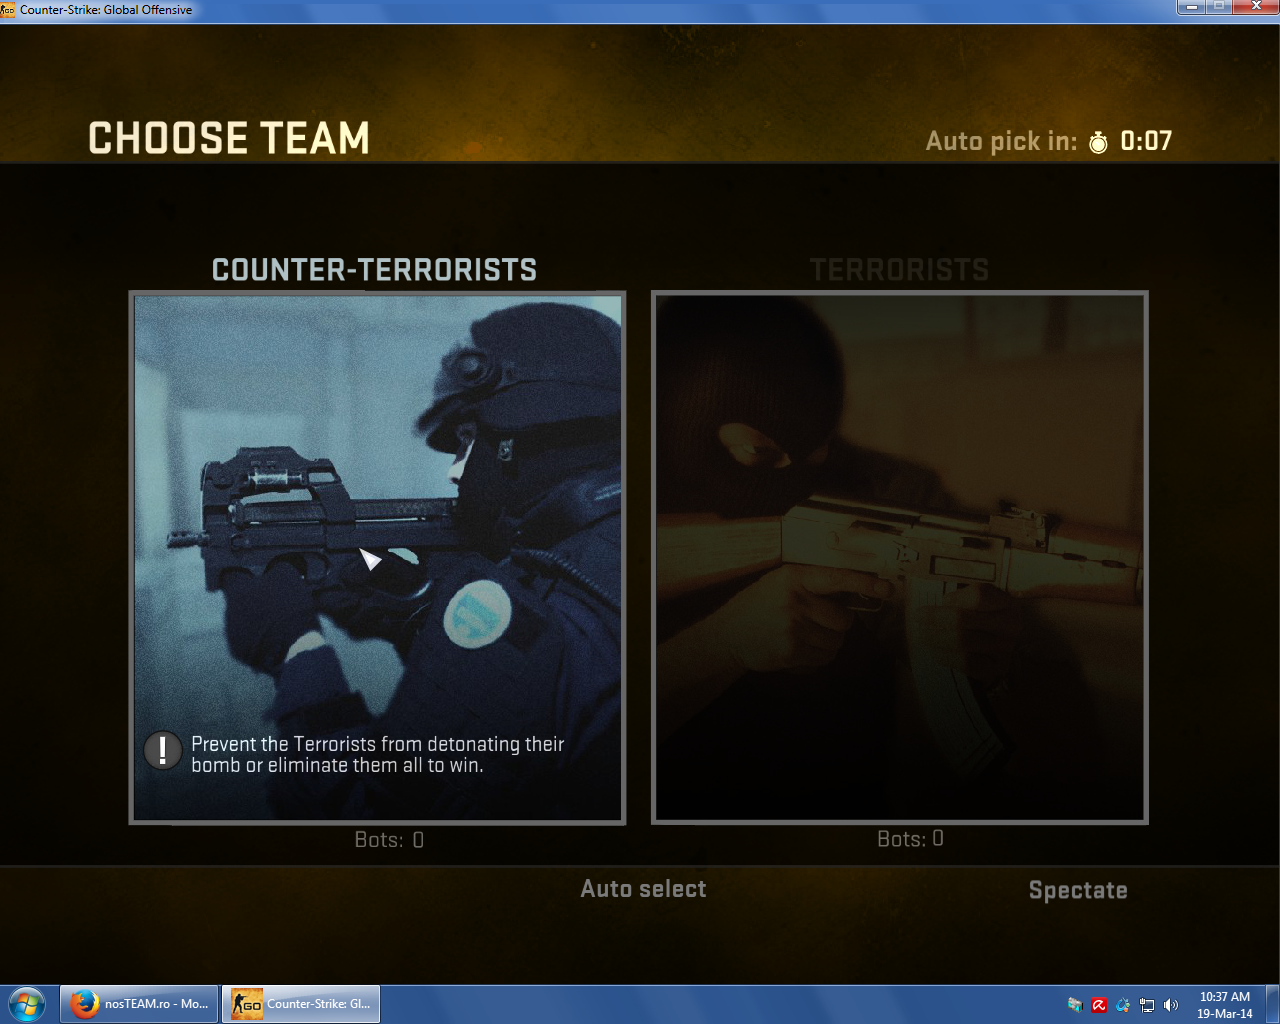 Counter-Strike: Global Offensive
CHOOSE TEAM
Auto pick in: 0:07
COUNTER-TERRORISTS
TERRORISTS
! Prevent the Terrorists from detonating their
bomb or eliminate them all to win.
Bots: 0
Bots: 0
Auto select
Spectate
nosTEAM.ro - Mo...
GO
Counter-Strike: Gl...
10:37 AM
19-Mar-14